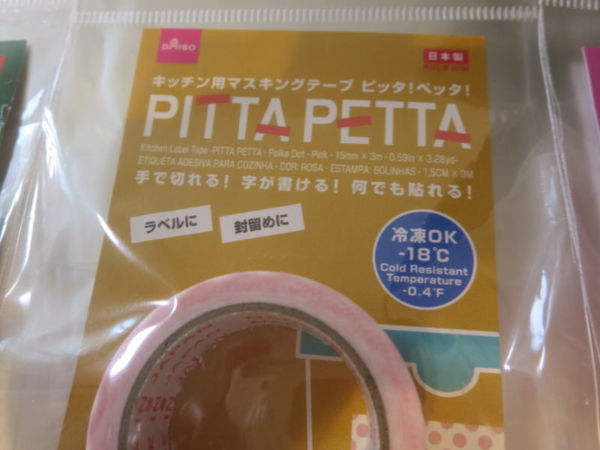 DAISO
日本製
MADE IN JAPAN
キッチン用マスキングテープ ピッタ!ペッタ!
PITTA PETTA
Kitchen Label Tape -PITTA PETTA - Polka Dot - Pink - 15mm × 3m - 0.59in × 3.28yds-
ETIQUETA ADESIVA PARA COZINHA - COR: ROSA - ESTAMPA: BOLINHAS - 1,5CM × 3M
手で切れる! 字が書ける! 何でも貼れる!
ラベルに
封留めに
冷凍OK
-18℃
Cold Resistant
Temperature
-0.4°F